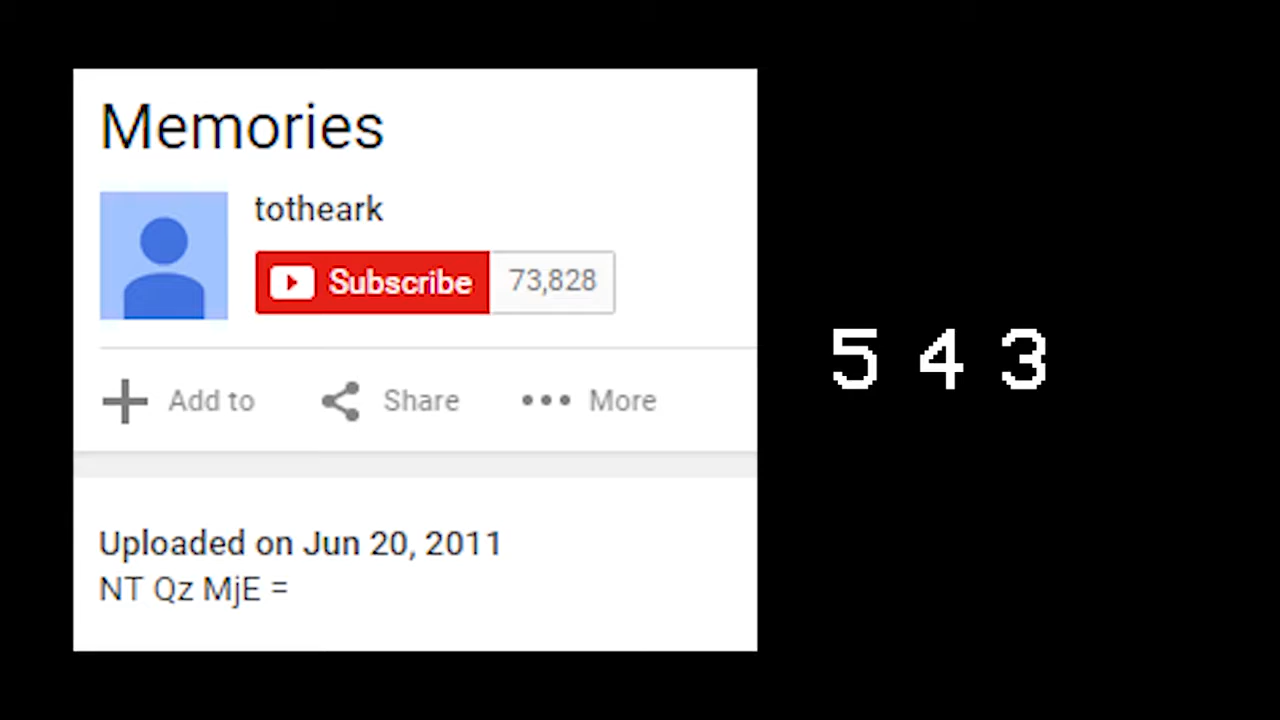 Memories
totheark
Subscribe 73,828
Add to Share More
5 4 3
Uploaded on Jun 20, 2011
NT Qz MjE =